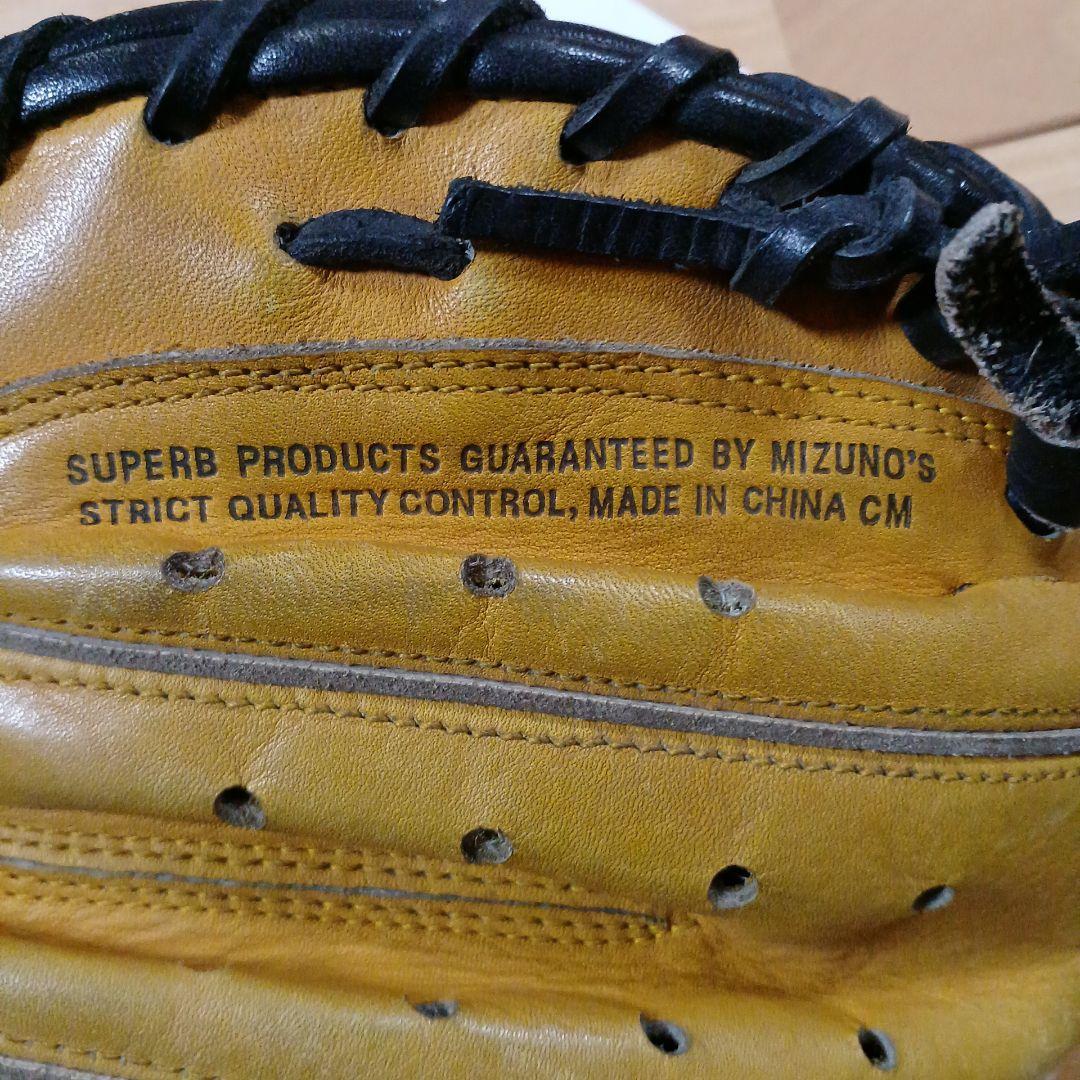 SUPERB PRODUCTS GUARANTEED BY MIZUNO'S
STRICT QUALITY CONTROL, MADE IN CHINA CM